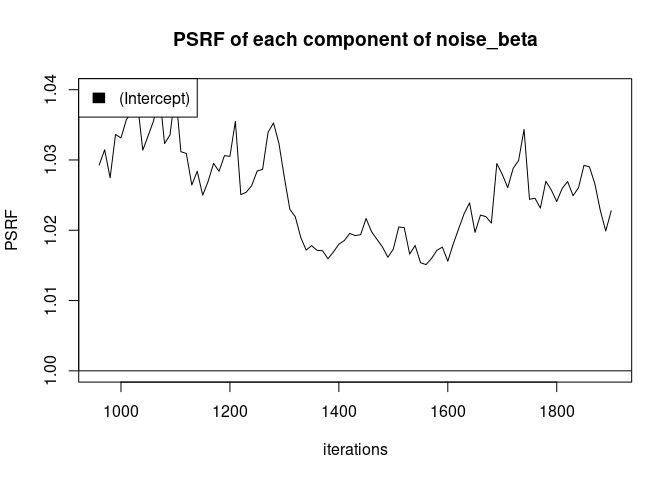 PSRF of each component of noise_beta
(Intercept)
PSRF
1.04
1.03
1.02
1.01
1.00
1000 1200 1400 1600 1800
iterations